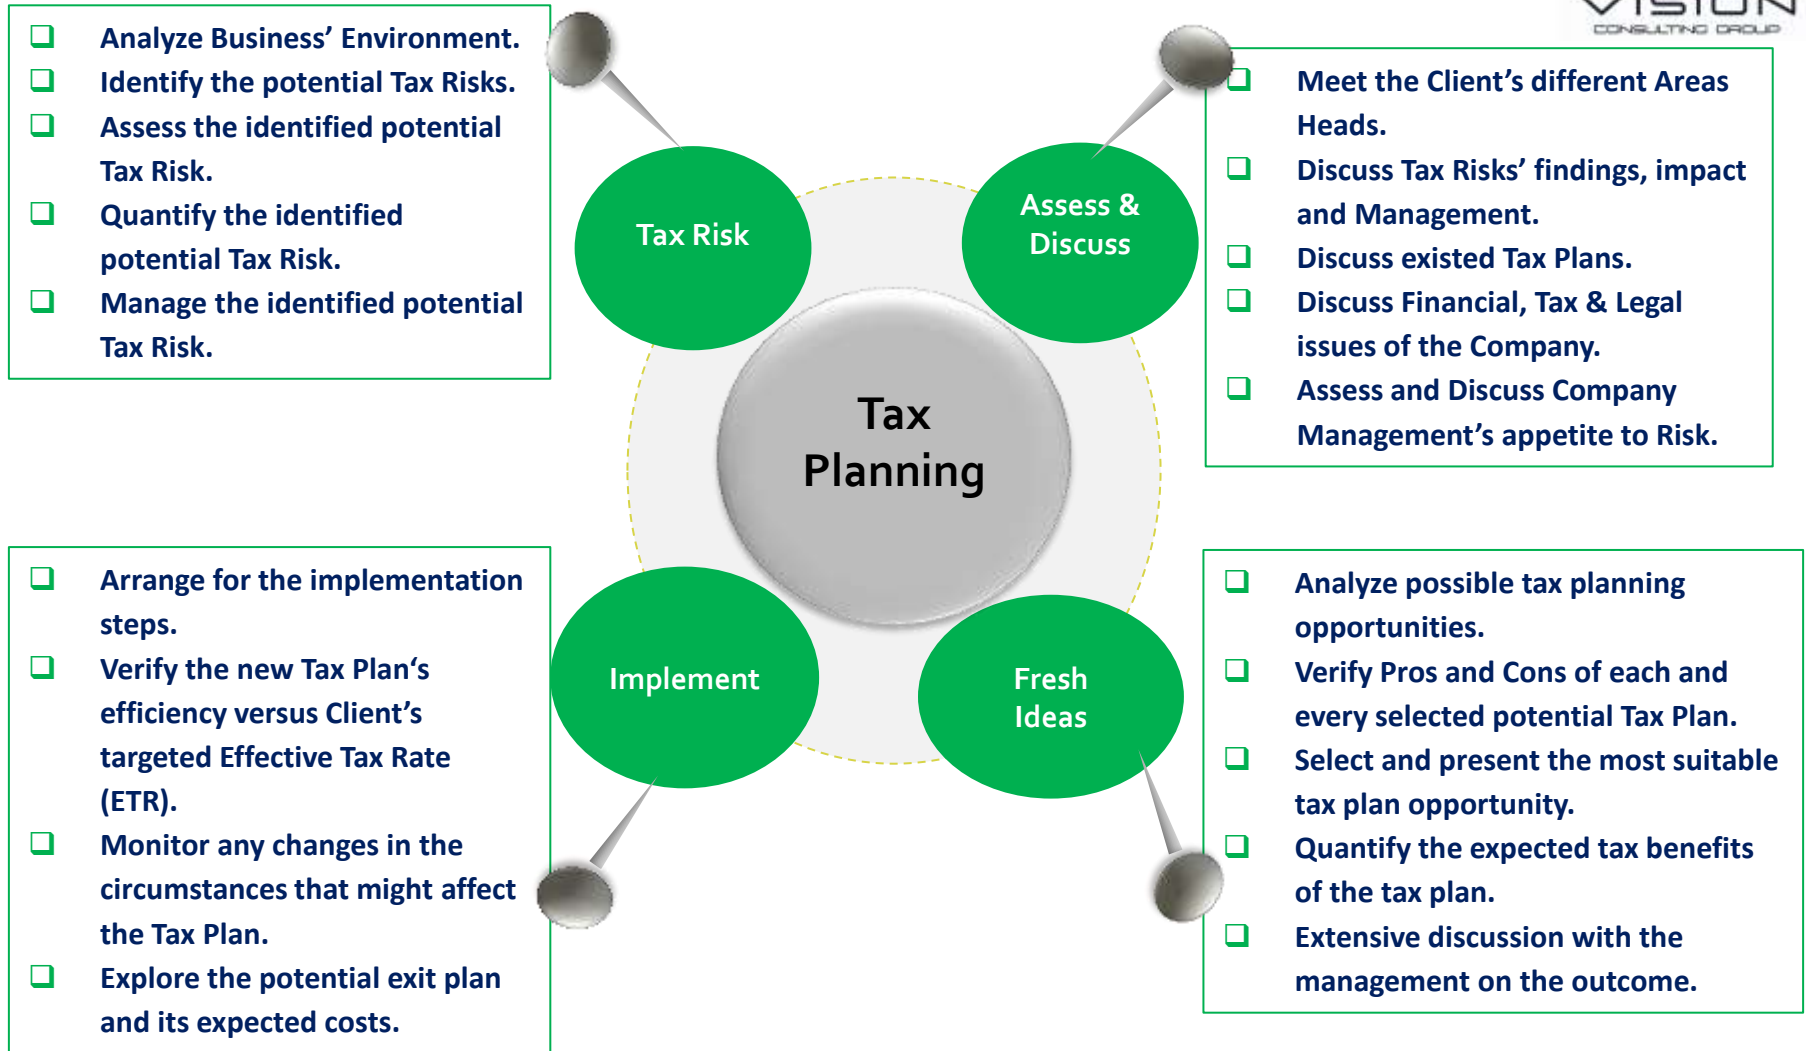 VISION
CONSULTING GROUP
Analyze Business’ Environment.
Identify the potential Tax Risks.
Assess the identified potential
Tax Risk.
Quantify the identified
potential Tax Risk.
Manage the identified potential
Tax Risk.
Tax Risk
Assess &
Discuss
Meet the Client’s different Areas
Heads.
Discuss Tax Risks’ findings, impact
and Management.
Discuss existed Tax Plans.
Discuss Financial, Tax & Legal
issues of the Company.
Assess and Discuss Company
Management’s appetite to Risk.
Tax
Planning
Arrange for the implementation
steps.
Verify the new Tax Plan‘s
efficiency versus Client’s
targeted Effective Tax Rate
(ETR).
Monitor any changes in the
circumstances that might affect
the Tax Plan.
Explore the potential exit plan
and its expected costs.
Implement
Fresh
Ideas
Analyze possible tax planning
opportunities.
Verify Pros and Cons of each and
every selected potential Tax Plan.
Select and present the most suitable
tax plan opportunity.
Quantify the expected tax benefits
of the tax plan.
Extensive discussion with the
management on the outcome.